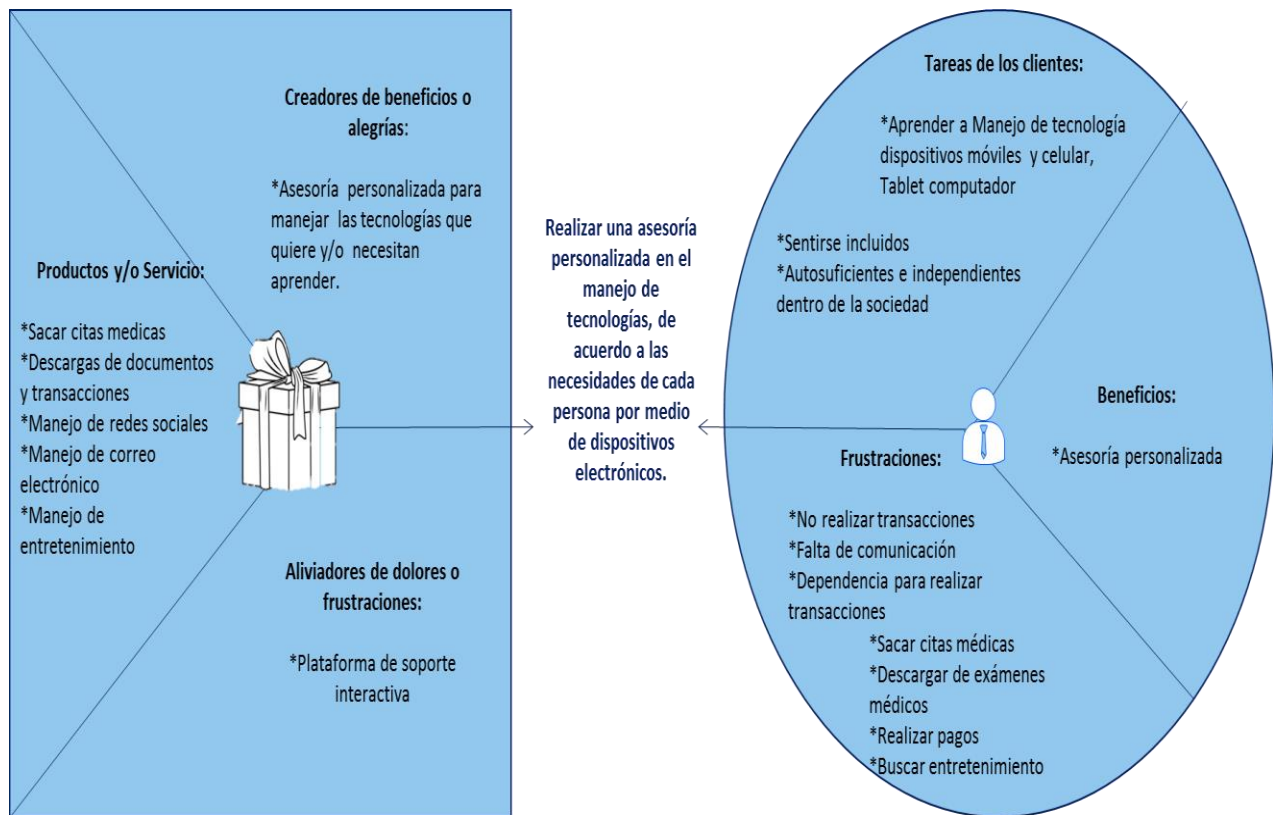 Creadores de beneficios o
alegrías:
*Asesoría personalizada para
manejar las tecnologías que
quiere y/o necesitan
aprender.
Productos y/o Servicio:
*Sacar citas medicas
*Descargas de documentos
y transacciones
*Manejo de redes sociales
*Manejo de correo
electrónico
*Manejo de
entretenimiento
Aliviadores de dolores o
frustraciones:
*Plataforma de soporte
interactiva
Realizar una asesoría
personalizada en el
manejo de
tecnologías, de
acuerdo a las
necesidades de cada
persona por medio
de dispositivos
electrónicos.
Tareas de los clientes:
*Aprender a Manejo de tecnología
dispositivos móviles y celular,
Tablet computador
*Sentirse incluidos
*Autosuficientes e independientes
dentro de la sociedad
Beneficios:
*Asesoría personalizada
Frustraciones:
*No realizar transacciones
*Falta de comunicación
*Dependencia para realizar
transacciones
*Sacar citas médicas
*Descargar de exámenes
médicos
*Realizar pagos
*Buscar entretenimiento